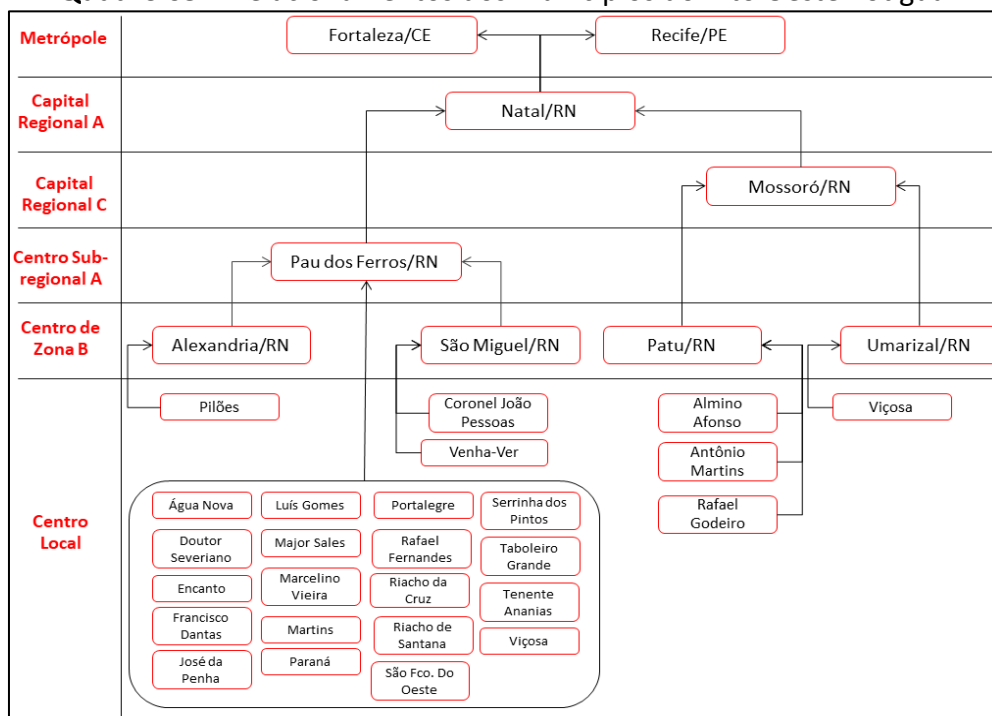 Metrópole
Fortaleza/CE
Recife/PE
Capital
Regional A
Natal/RN
Capital
Regional C
Mossoró/RN
Centro Sub-
regional A
Pau dos Ferros/RN
Centro de
Zona B
Alexandria/RN
São Miguel/RN
Patu/RN
Umarizal/RN
Centro
Local
Pilões
Coronel João
Pessoas
Venha-Ver
Almino
Afonso
Antônio
Martins
Rafael
Godeiro
Viçosa
Água Nova
Luís Gomes
Portalegre
Serrinha dos
Pintos
Doutor
Severiano
Major Sales
Rafael
Fernandes
Taboleiro
Grande
Encanto
Marcelino
Vieira
Riacho da
Cruz
Tenente
Ananias
Francisco
Dantas
Martins
Riacho de
Santana
Viçosa
José da
Penha
Paraná
São Fco. Do
Oeste